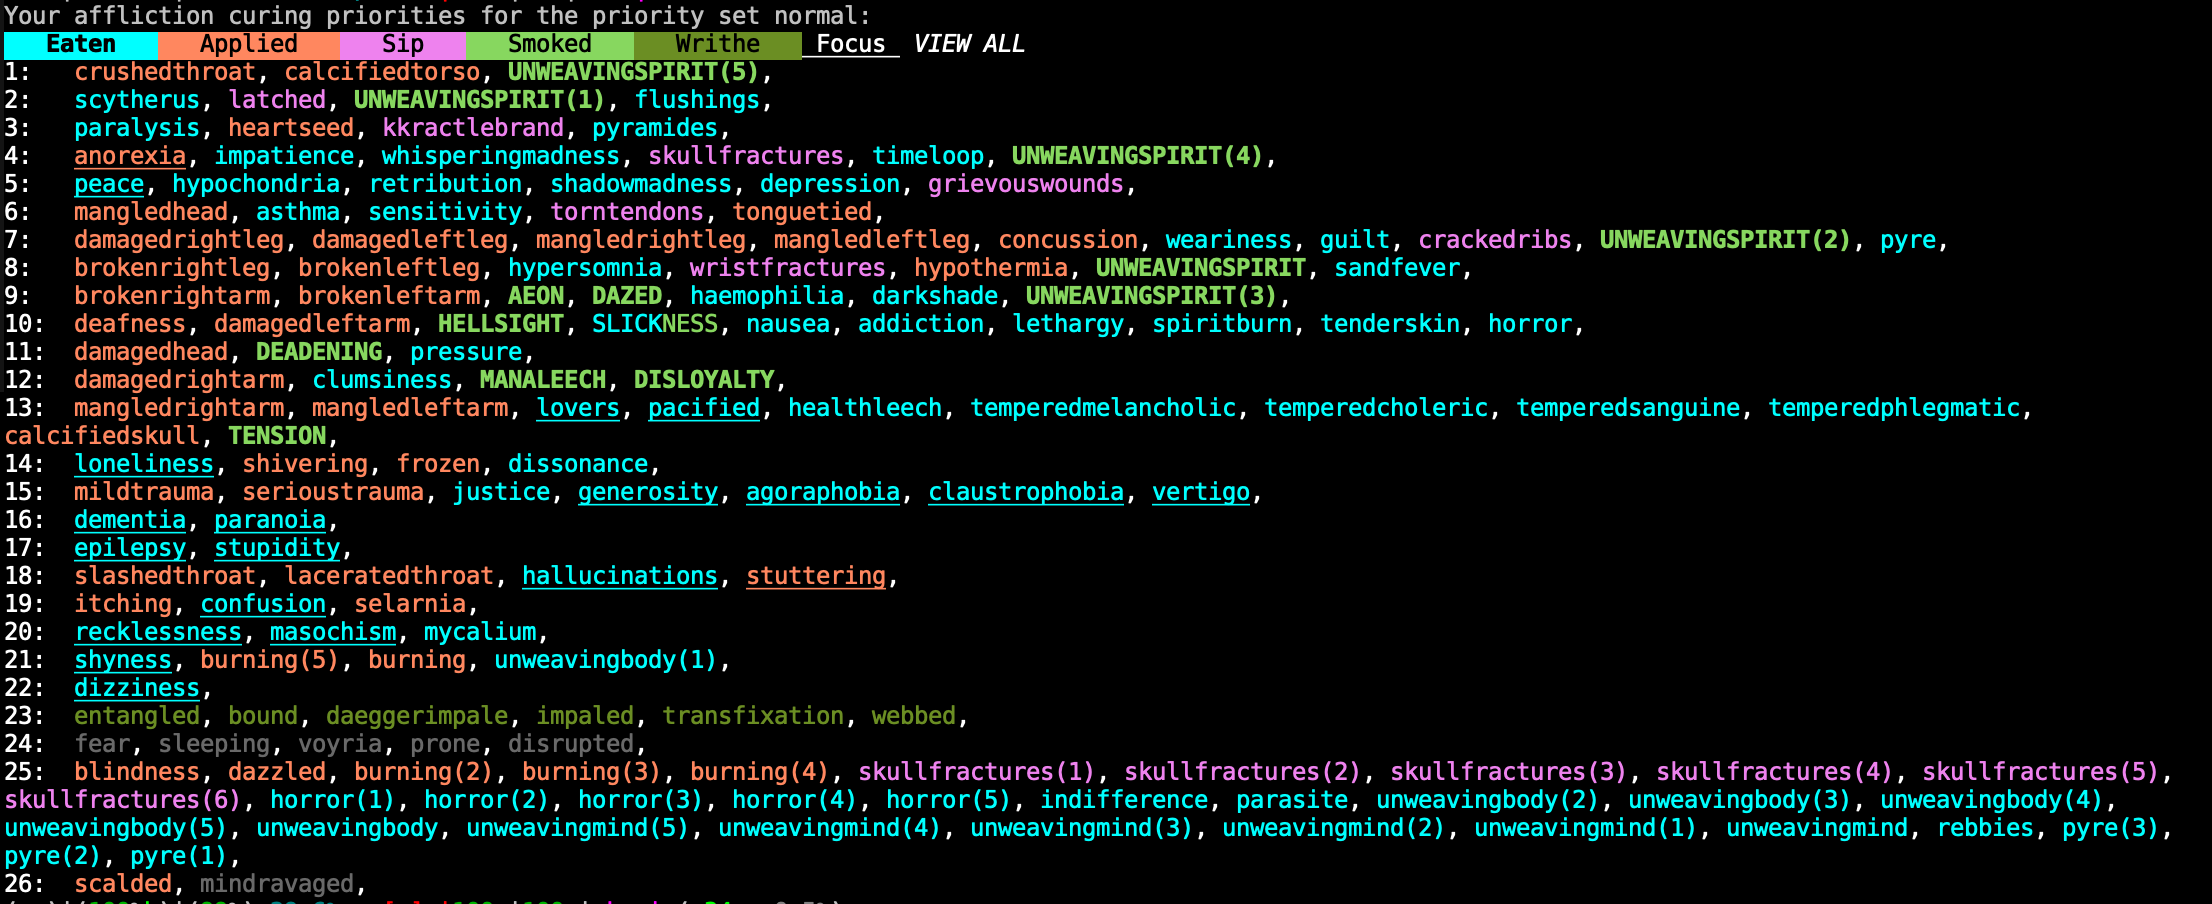 Your affliction curing priorities for the priority set normal:
Eaten Applied Sip Smoked Writhe Focus VIEW ALL
1: crushedthroat, calcifiedtorso, UNWEAVINGSPIRIT(5),
2: scytherus, latched, UNWEAVINGSPIRIT(1), flushings,
3: paralysis, heartseed, kkractlebrand, pyramides,
4: anorexia, impatience, whisperingmadness, skullfractures, timeloop, UNWEAVINGSPIRIT(4),
5: peace, hypochondria, retribution, shadowmadness, depression, grievouswounds,
6: mangledhead, asthma, sensitivity, torntendons, tonguetied,
7: damagedrightleg, damagedleftleg, mangledrightleg, mangledleftleg, concussion, weariness, guilt, crackedribs, UNWEAVINGSPIRIT(2), pyre,
8: brokenrightleg, brokenleftleg, hypersomnia, wristfractures, hypothermia, UNWEAVINGSPIRIT, sandfever,
9: brokenrightarm, brokenleftarm, AEON, DAZED, haemophilia, darkshade, UNWEAVINGSPIRIT(3),
10: deafness, damagedleftarm, HELLSIGHT, SLICKNESS, nausea, addiction, lethargy, spiritburn, tenderskin, horror,
11: damagedhead, DEADENING, pressure,
12: damagedrightarm, clumsiness, MANALEECH, DISLOYALTY,
13: mangledrightarm, mangledleftarm, lovers, pacified, healthleech, temperedmelancholic, temperedcholeric, temperedsanguine, temperedphlegmatic,
calcifiedskull, TENSION,
14: loneliness, shivering, frozen, dissonance,
15: mildtrauma, serioustrauma, justice, generosity, agoraphobia, claustrophobia, vertigo,
16: dementia, paranoia,
17: epilepsy, stupidity,
18: slashedthroat, laceratedthroat, hallucinations, stuttering,
19: itching, confusion, selarnia,
20: recklessness, masochism, mycalium,
21: shyness, burning(5), burning, unweavingbody(1),
22: dizziness,
23: entangled, bound, daeggerimpale, impaled, transfixation, webbed,
24: fear, sleeping, voyria, prone, disrupted,
25: blindness, dazzled, burning(2), burning(3), burning(4), skullfractures(1), skullfractures(2), skullfractures(3), skullfractures(4), skullfractures(5),
skullfractures(6), horror(1), horror(2), horror(3), horror(4), horror(5), indifference, parasite, unweavingbody(2), unweavingbody(3), unweavingbody(4),
unweavingbody(5), unweavingbody, unweavingmind(5), unweavingmind(4), unweavingmind(3), unweavingmind(2), unweavingmind(1), unweavingmind, rebbies, pyre(3),
pyre(2), pyre(1),
26: scalded, mindravaged,